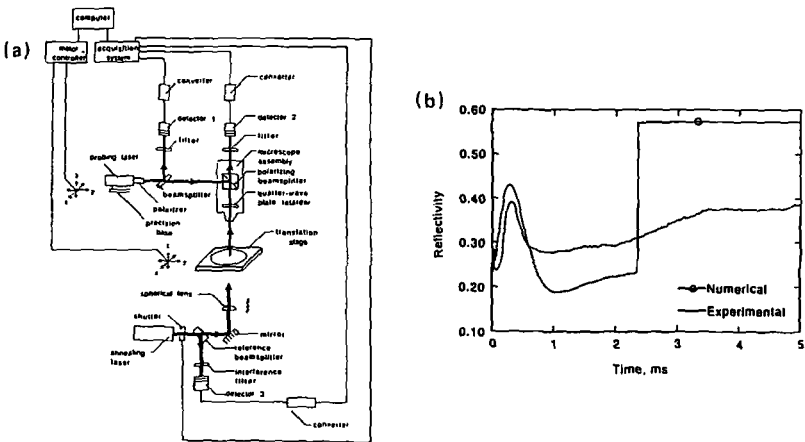 (a)
computer
motor
controller
acquisition
system
converter
converter
detector 1
detector 2
filter
filter
microscope
assembly
probing laser
polarizing
beamsplitter
beamsplitter
quarter-wave
plate retarder
polarizer
precision
base
translation
stage
spherical lens
shutter
mirror
annealing
laser
reference
beamsplitter
interference
filter
detector 3
converter
(b)
0.60
0.50
0.40
0.30
0.20
0.10
Reflectivity
Numerical
Experimental
0
1
2
3
4
5
Time, ms